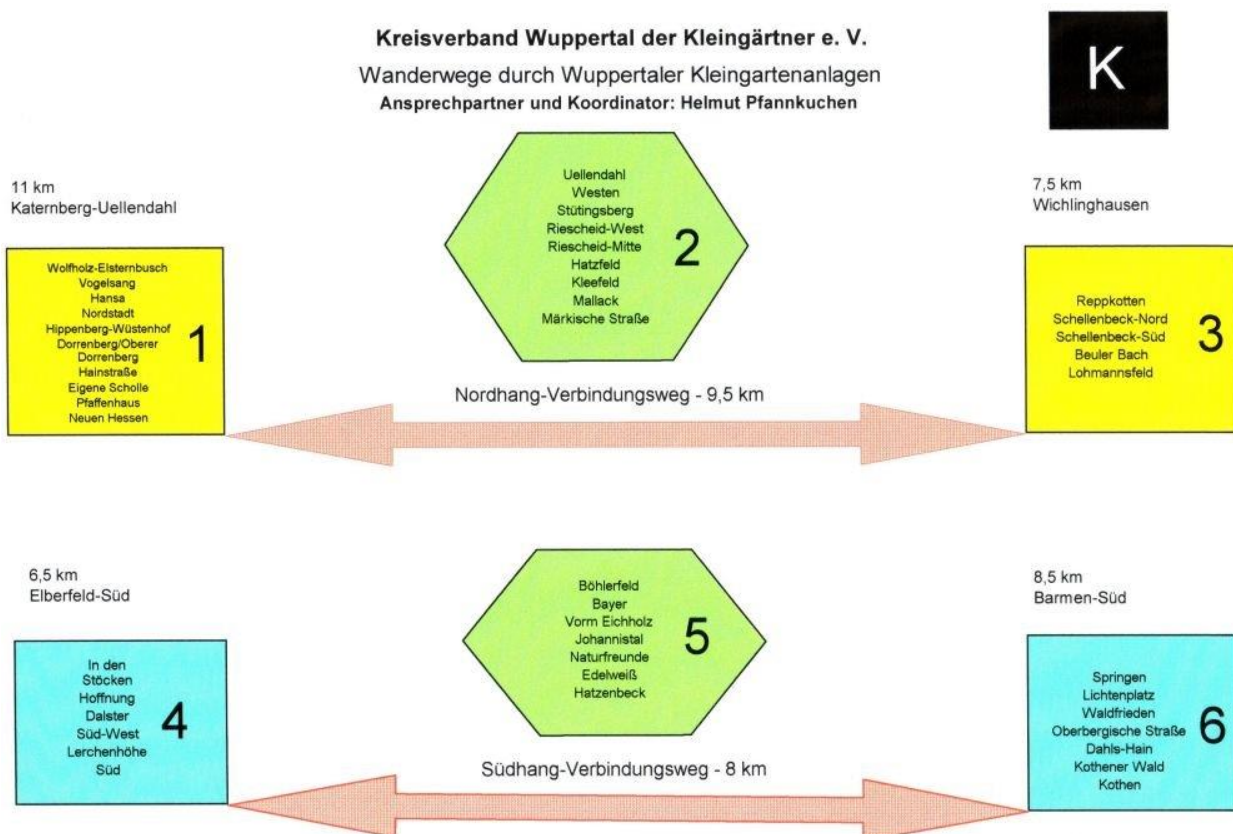 Kreisverband Wuppertal der Kleingärtner e. V.
Wanderwege durch Wuppertaler Kleingartenanlagen
Ansprechpartner und Koordinator: Helmut Pfannkuchen
K
11 km
Katernberg-Uellendahl
Wolfholz-Elsternbusch
Vogelsang
Hansa
Nordstadt
Hippenberg-Wüstenhof
Dorrenberg/Oberer
Dorrenberg
Hainstraße
Eigene Scholle
Pfaffenhaus
Neuen Hessen
1
Uellendahl
Westen
Stütingsberg
Riescheid-West
Riescheid-Mitte
Hatzfeld
Kleefeld
Mallack
Märkische Straße
2
7,5 km
Wichlinghausen
Reppkotten
Schellenbeck-Nord
Schellenbeck-Süd
Beuler Bach
Lohmannsfeld
3
Nordhang-Verbindungsweg - 9,5 km
6,5 km
Elberfeld-Süd
In den
Stöcken
Hoffnung
Dalster
Süd-West
Lerchenhöhe
Süd
4
Böhlerfeld
Bayer
Vorm Eichholz
Johannistal
Naturfreunde
Edelweiß
Hatzenbeck
5
8,5 km
Barmen-Süd
Springen
Lichtenplatz
Waldfrieden
Oberbergische Straße
Dahls-Hain
Kothener Wald
Kothen
6
Südhang-Verbindungsweg - 8 km